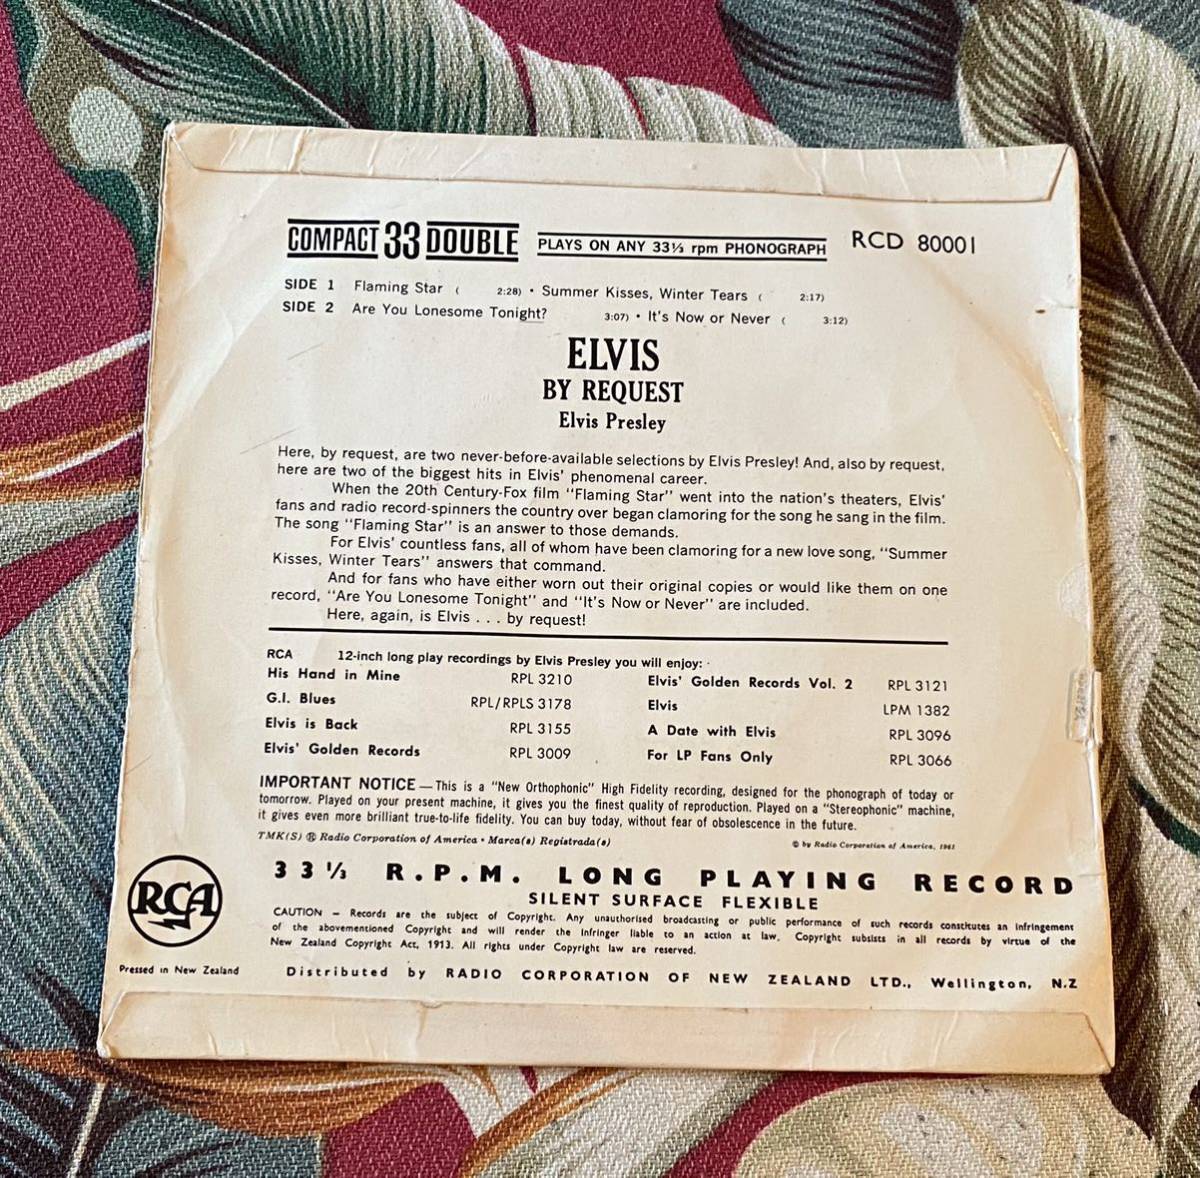 COMPACT 33 DOUBLE PLAYS ON ANY 33⅓ rpm PHONOGRAPH RCD 80001
SIDE 1 Flaming Star ( 2:28) • Summer Kisses, Winter Tears ( 2:17)
SIDE 2 Are You Lonesome Tonight? 3:07) • It's Now or Never ( 3:12)
ELVIS
BY REQUEST
Elvis Presley
Here, by request, are two never-before-available selections by Elvis Presley! And, also by request,
here are two of the biggest hits in Elvis' phenomenal career.
When the 20th Century-Fox film "Flaming Star" went into the nation's theaters, Elvis'
fans and radio record-spinners the country over began clamoring for the song he sang in the film.
The song "Flaming Star" is an answer to those demands.
For Elvis' countless fans, all of whom have been clamoring for a new love song, "Summer
Kisses, Winter Tears" answers that command.
And for fans who have either worn out their original copies or would like them on one
record, "Are You Lonesome Tonight" and "It's Now or Never" are included.
Here, again, is Elvis . . . by request!
RCA 12-inch long play recordings by Elvis Presley you will enjoy:
His Hand in Mine RPL 3210 Elvis' Golden Records Vol. 2 RPL 3121
G.I. Blues RPL/RPLS 3178 Elvis LPM 1382
Elvis is Back RPL 3155 A Date with Elvis RPL 3096
Elvis' Golden Records RPL 3009 For LP Fans Only RPL 3066
IMPORTANT NOTICE — This is a "New Orthophonic" High Fidelity recording, designed for the phonograph of today or
tomorrow. Played on your present machine, it gives you the finest quality of reproduction. Played on a "Stereophonic" machine,
it gives even more brilliant true-to-life fidelity. You can buy today, without fear of obsolescence in the future.
TMK(S) ® Radio Corporation of America • Marca(s) Registrada(s) © by Radio Corporation of America, 1961
33⅓ R.P.M. LONG PLAYING RECORD
SILENT SURFACE FLEXIBLE
RCA
CAUTION – Records are the subject of Copyright. Any unauthorised broadcasting or public performance of such records constitutes an infringement
of the abovementioned Copyright and will render the infringer liable to an action at law. Copyright subsists in all records by virtue of the
New Zealand Copyright Act, 1913. All rights under Copyright law are reserved.
Pressed in New Zealand Distributed by RADIO CORPORATION OF NEW ZEALAND LTD., Wellington, N.Z